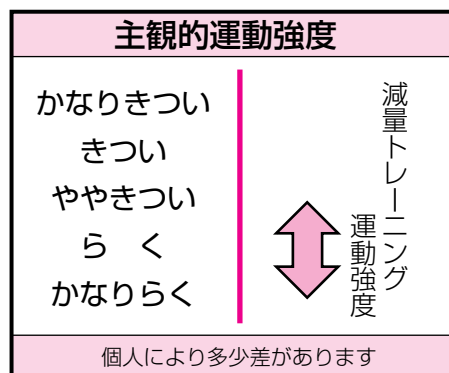 主観的運動強度
かなりきつい
きつい
ややきつい
らく
かなりらく
減量トレーニング
運動強度
個人により多少差があります